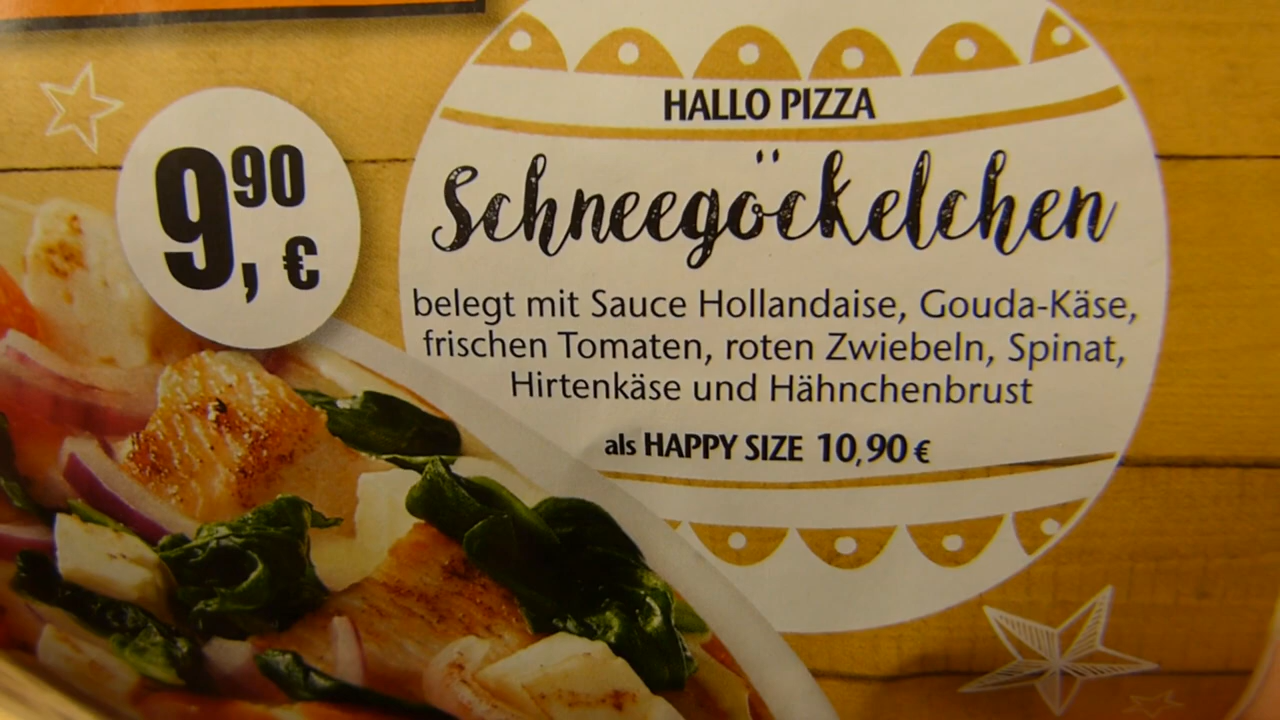 9,90 €
HALLO PIZZA
Schneegöckelchen
belegt mit Sauce Hollandaise, Gouda-Käse,
frischen Tomaten, roten Zwiebeln, Spinat,
Hirtenkäse und Hähnchenbrust
als HAPPY SIZE 10,90 €